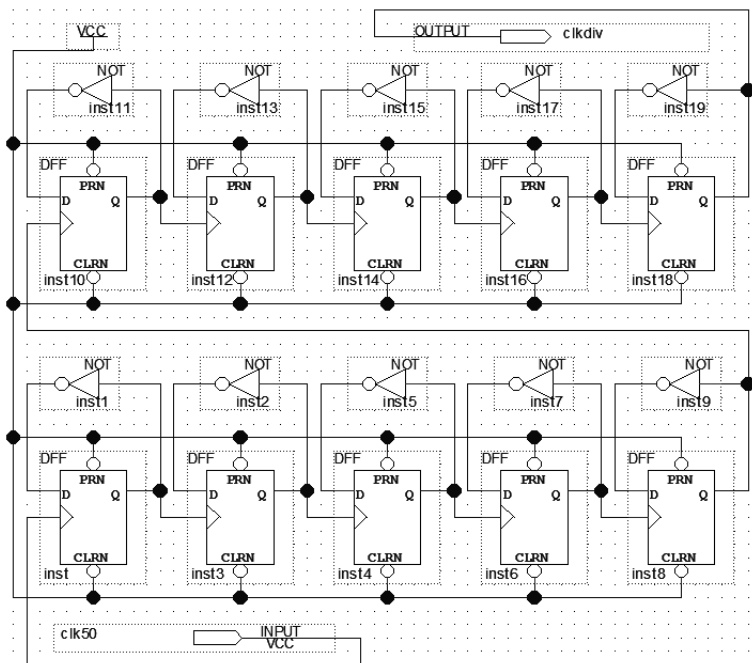 VCC
OUTPUT clkdiv
NOT NOT NOT NOT NOT
inst11 inst13 inst15 inst17 inst19
DFF DFF DFF DFF DFF
PRN PRN PRN PRN PRN
D Q D Q D Q D Q D Q
CLRN CLRN CLRN CLRN CLRN
inst10 inst12 inst14 inst16 inst18
NOT NOT NOT NOT NOT
inst1 inst2 inst5 inst7 inst9
DFF DFF DFF DFF DFF
PRN PRN PRN PRN PRN
D Q D Q D Q D Q D Q
CLRN CLRN CLRN CLRN CLRN
inst inst3 inst4 inst6 inst8
clk50 INPUT
VCC